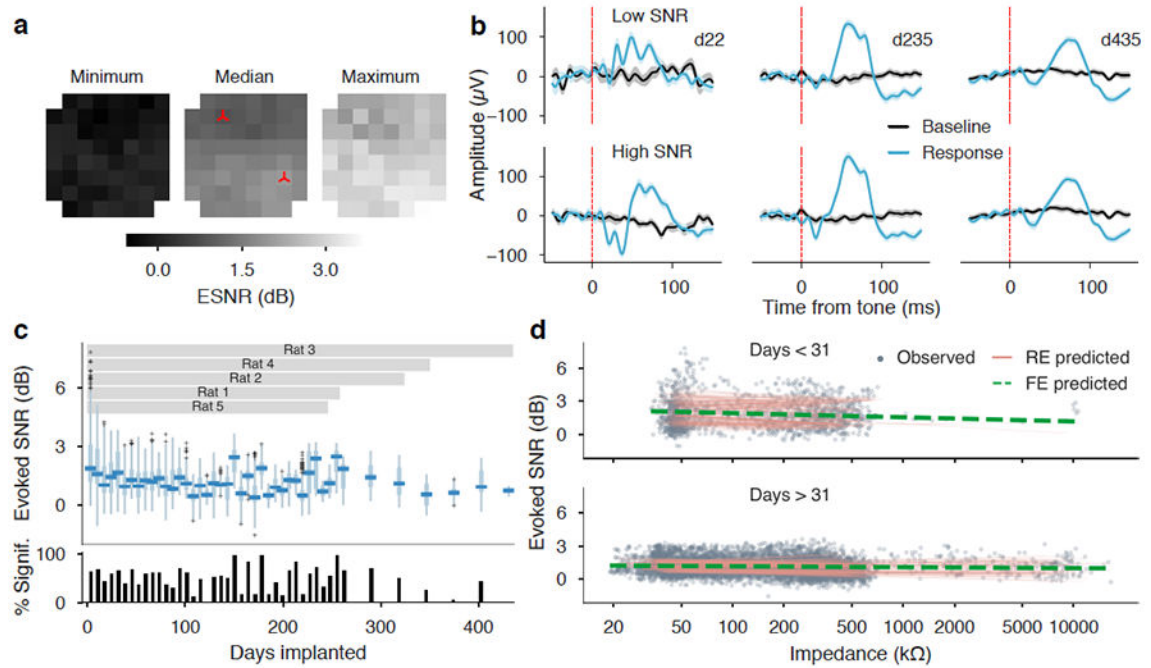 a
Minimum Median Maximum
0.0 1.5 3.0
ESNR (dB)
b
Low SNR
d22 d235 d435
100
0
−100
Amplitude (µV)
Baseline
Response
High SNR
100
0
−100
0 100 0 100 0 100
Time from tone (ms)
c
Rat 3
Rat 4
Rat 2
Rat 1
Rat 5
6
3
0
Evoked SNR (dB)
100
0
% Signif.
0 100 200 300 400
Days implanted
d
Days < 31
Observed RE predicted
FE predicted
6
3
0
Evoked SNR (dB)
Days > 31
6
3
0
20 50 100 200 500 1000 2000 5000 10000
Impedance (kΩ)